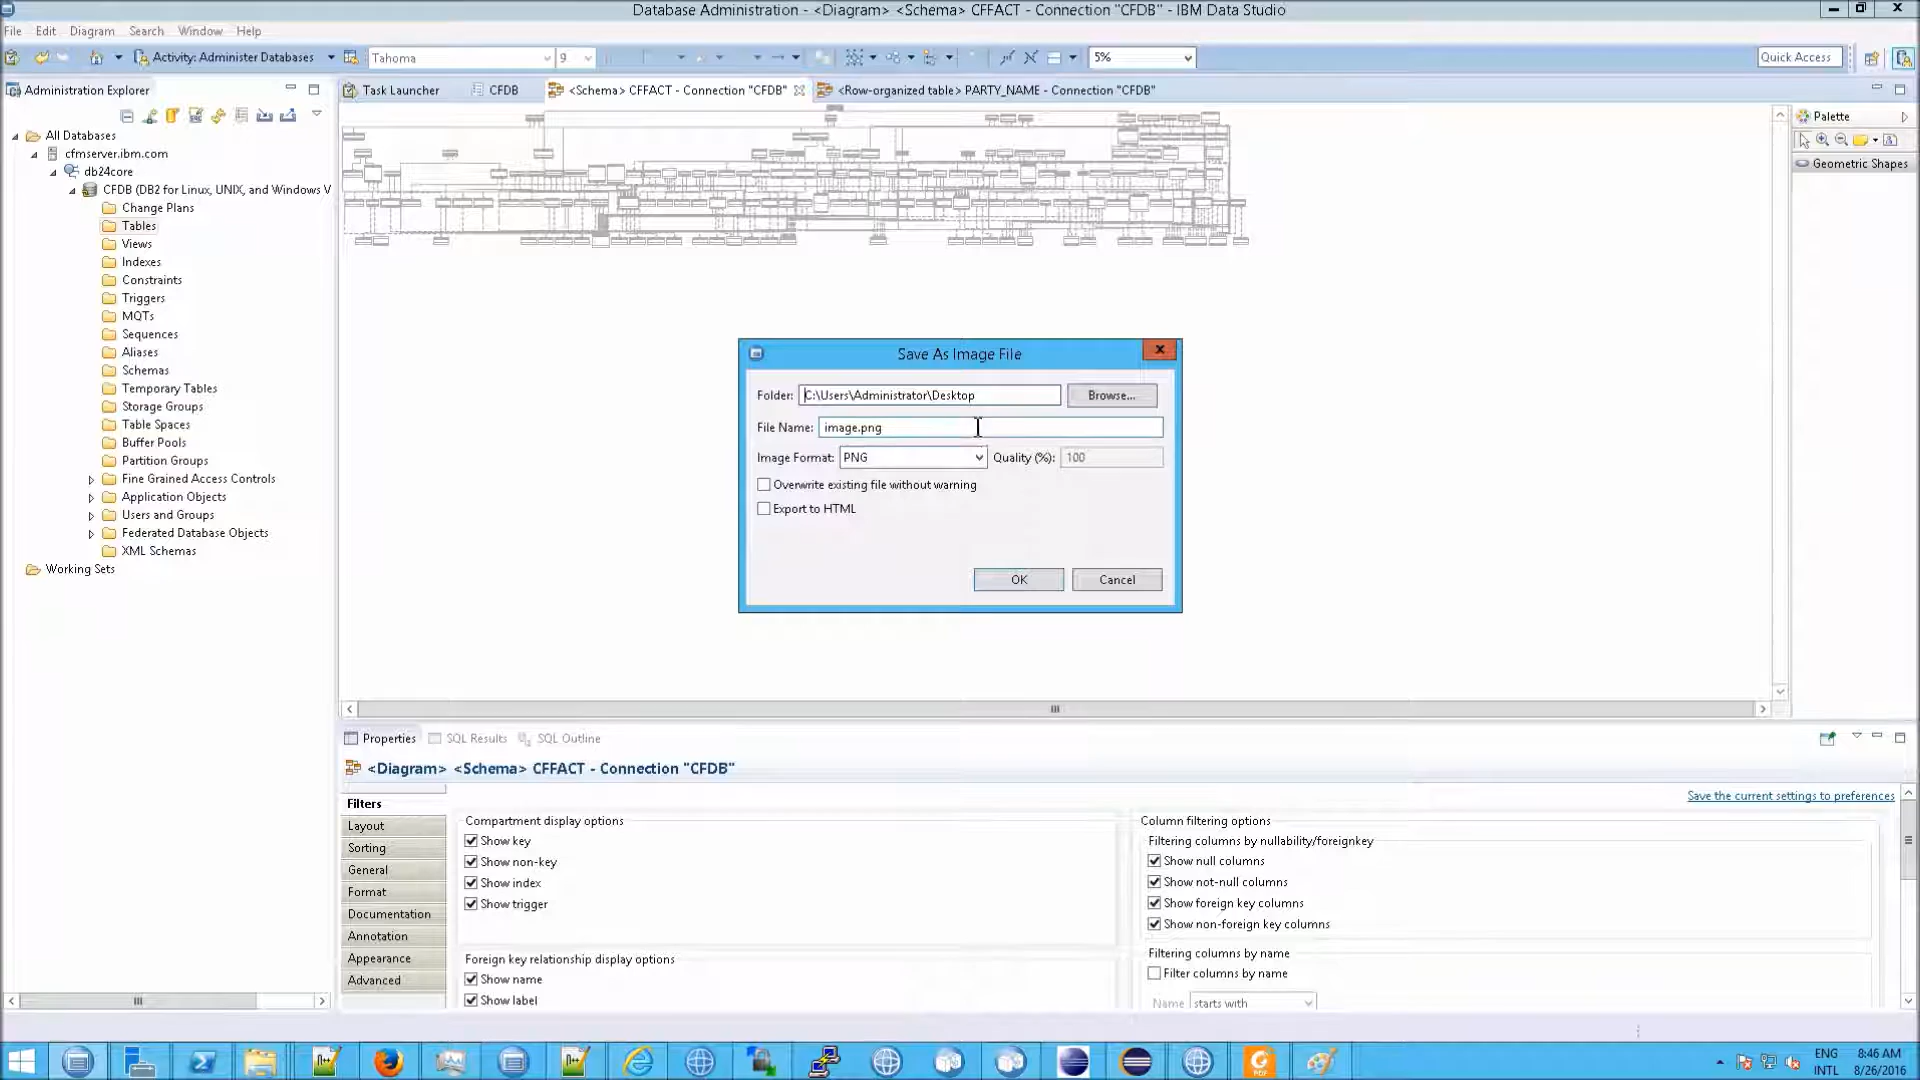 Database Administration - <Diagram> <Schema> CFFACT - Connection "CFDB" - IBM Data Studio
File Edit Diagram Search Window Help
Activity: Administer Databases Tahoma 9 5% Quick Access
Administration Explorer
Task Launcher CFDB <Schema> CFFACT - Connection "CFDB" <Row-organized table> PARTY_NAME - Connection "CFDB"
Palette
Geometric Shapes
All Databases
cfmserver.ibm.com
db24core
CFDB (DB2 for Linux, UNIX, and Windows V
Change Plans
Tables
Views
Indexes
Constraints
Triggers
MQTs
Sequences
Aliases
Schemas
Temporary Tables
Storage Groups
Table Spaces
Buffer Pools
Partition Groups
Fine Grained Access Controls
Application Objects
Users and Groups
Federated Database Objects
XML Schemas
Working Sets
Save As Image File
Folder: C:\Users\Administrator\Desktop Browse...
File Name: image.png
Image Format: PNG Quality (%): 100
Overwrite existing file without warning
Export to HTML
OK Cancel
Properties SQL Results SQL Outline
<Diagram> <Schema> CFFACT - Connection "CFDB"
Save the current settings to preferences
Filters
Layout
Sorting
General
Format
Documentation
Annotation
Appearance
Advanced
Compartment display options
Show key
Show non-key
Show index
Show trigger
Foreign key relationship display options
Show name
Show label
Column filtering options
Filtering columns by nullability/foreignkey
Show null columns
Show not-null columns
Show foreign key columns
Show non-foreign key columns
Filtering columns by name
Filter columns by name
Name starts with
ENG 8:46 AM
INTL 8/26/2016